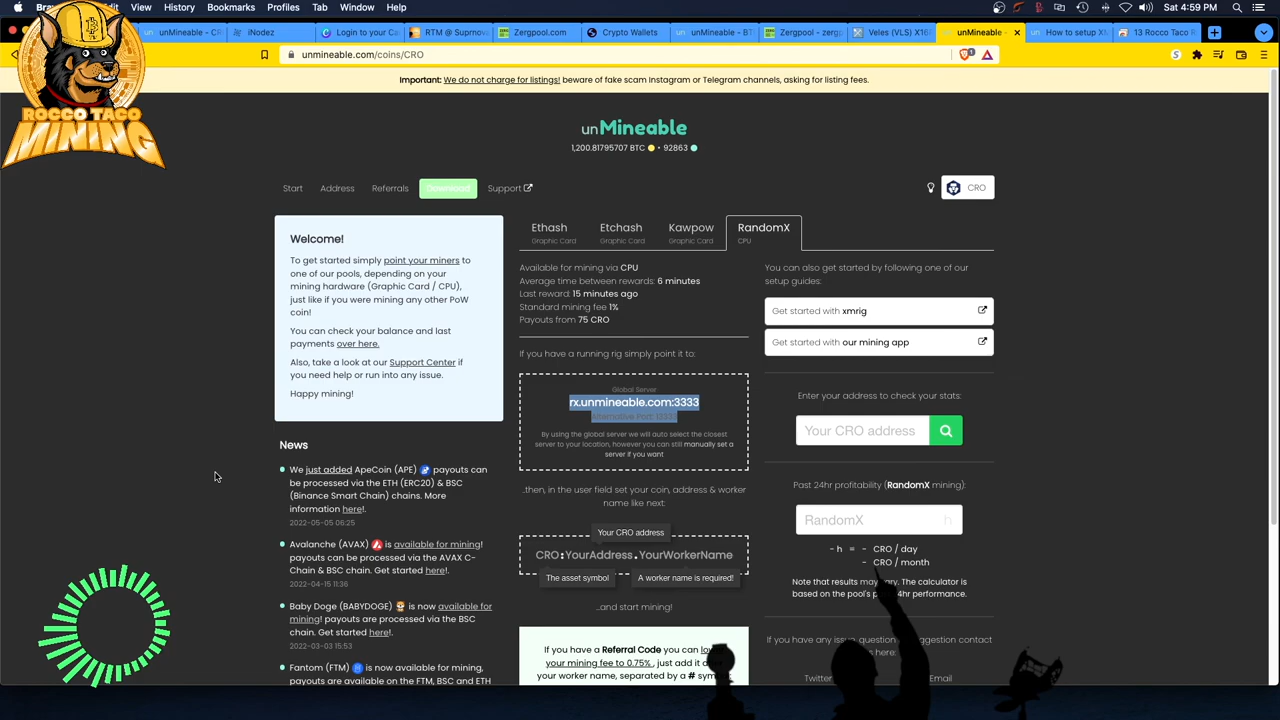 Edit View History Bookmarks Profiles Tab Window Help
Sat 4:59 PM
unMineable - CR
iNodez
Login to your Ca
RTM @ Suprnov
Zergpool.com
Crypto Wallets
unMineable - BT
Zergpool - zerg
Veles (VLS) X16
unMineable -
How to setup XM
13 Rocco Taco R
unmineable.com/coins/CRO
Important: We do not charge for listings! beware of fake scam Instagram or Telegram channels, asking for listing fees.
ROCCO TACO
MINING
unMineable
1,200.81795707 BTC • 92863
Start Address Referrals Download Support
CRO
Welcome!
To get started simply point your miners to
one of our pools, depending on your
mining hardware (Graphic Card / CPU),
just like if you were mining any other PoW
coin!
You can check your balance and last
payments over here.
Also, take a look at our Support Center if
you need help or run into any issue.
Happy mining!
News
We just added ApeCoin (APE) payouts can
be processed via the ETH (ERC20) & BSC
(Binance Smart Chain) chains. More
information here!.
2022-05-05 06:25
Avalanche (AVAX) is available for mining!
payouts can be processed via the AVAX C-
Chain & BSC chain. Get started here!.
2022-04-15 11:36
Baby Doge (BABYDOGE) is now available for
mining! payouts are processed via the BSC
chain. Get started here!.
2022-03-03 15:53
Fantom (FTM) is now available for mining,
payouts are available on the FTM, BSC and ETH
Ethash
Graphic Card
Etchash
Graphic Card
Kawpow
Graphic Card
RandomX
CPU
Available for mining via CPU
Average time between rewards: 6 minutes
Last reward: 15 minutes ago
Standard mining fee 1%
Payouts from 75 CRO
If you have a running rig simply point it to:
Global Server
rx.unmineable.com:3333
Alternative Port: 13333
By using the global server we will auto select the closest
server to your location, however you can still manually set a
server if you want
..then, in the user field set your coin, address & worker
name like next:
Your CRO address
CRO:YourAddress.YourWorkerName
The asset symbol
A worker name is required!
...and start mining!
If you have a Referral Code you can
your mining fee to 0.75% , just add it
your worker name, separated by a # sym
You can also get started by following one of our
setup guides:
Get started with xmrig
Get started with our mining app
Enter your address to check your stats:
Your CRO address
Past 24hr profitability (RandomX mining):
RandomX h
- h = - CRO / day
- CRO / month
Note that results may vary. The calculator is
based on the pool's past 24hr performance.
If you have any issue, question
contact
here:
Twitter
Email